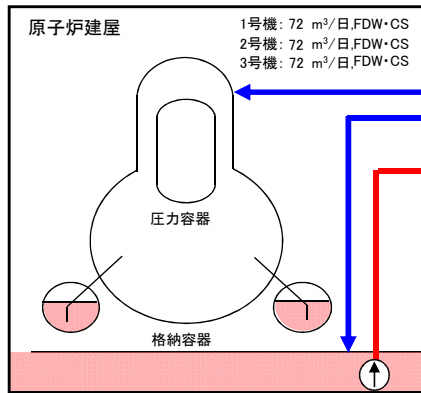 原子炉建屋
1号機: 72 m³/日,FDW・CS
2号機: 72 m³/日,FDW・CS
3号機: 72 m³/日,FDW・CS
圧力容器
格納容器